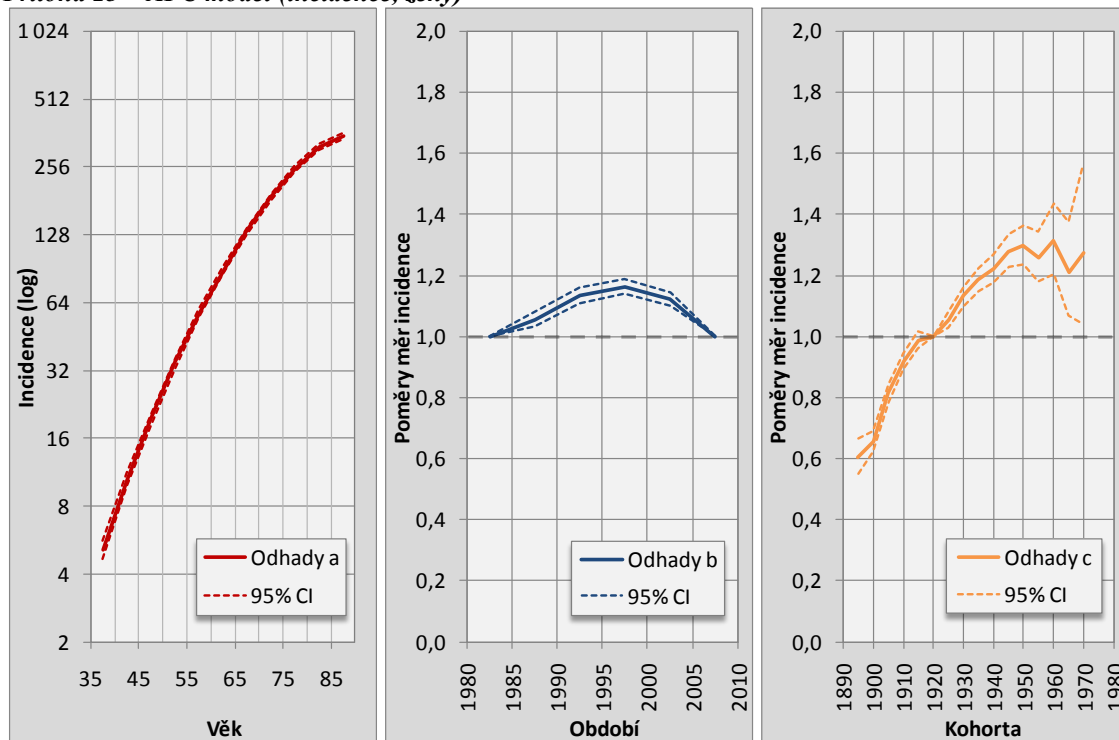 Příloha – APC model (incidence, ženy)
Incidence (log)
1 024
512
256
128
64
32
16
8
4
2
35 45 55 65 75 85
Věk
Odhady a
95% CI
Poměry měr incidence
2,0
1,8
1,6
1,4
1,2
1,0
0,8
0,6
0,4
0,2
0,0
1980 1985 1990 1995 2000 2005 2010
Období
Odhady b
95% CI
Poměry měr incidence
2,0
1,8
1,6
1,4
1,2
1,0
0,8
0,6
0,4
0,2
0,0
1890 1900 1910 1920 1930 1940 1950 1960 1970 1980
Kohorta
Odhady c
95% CI